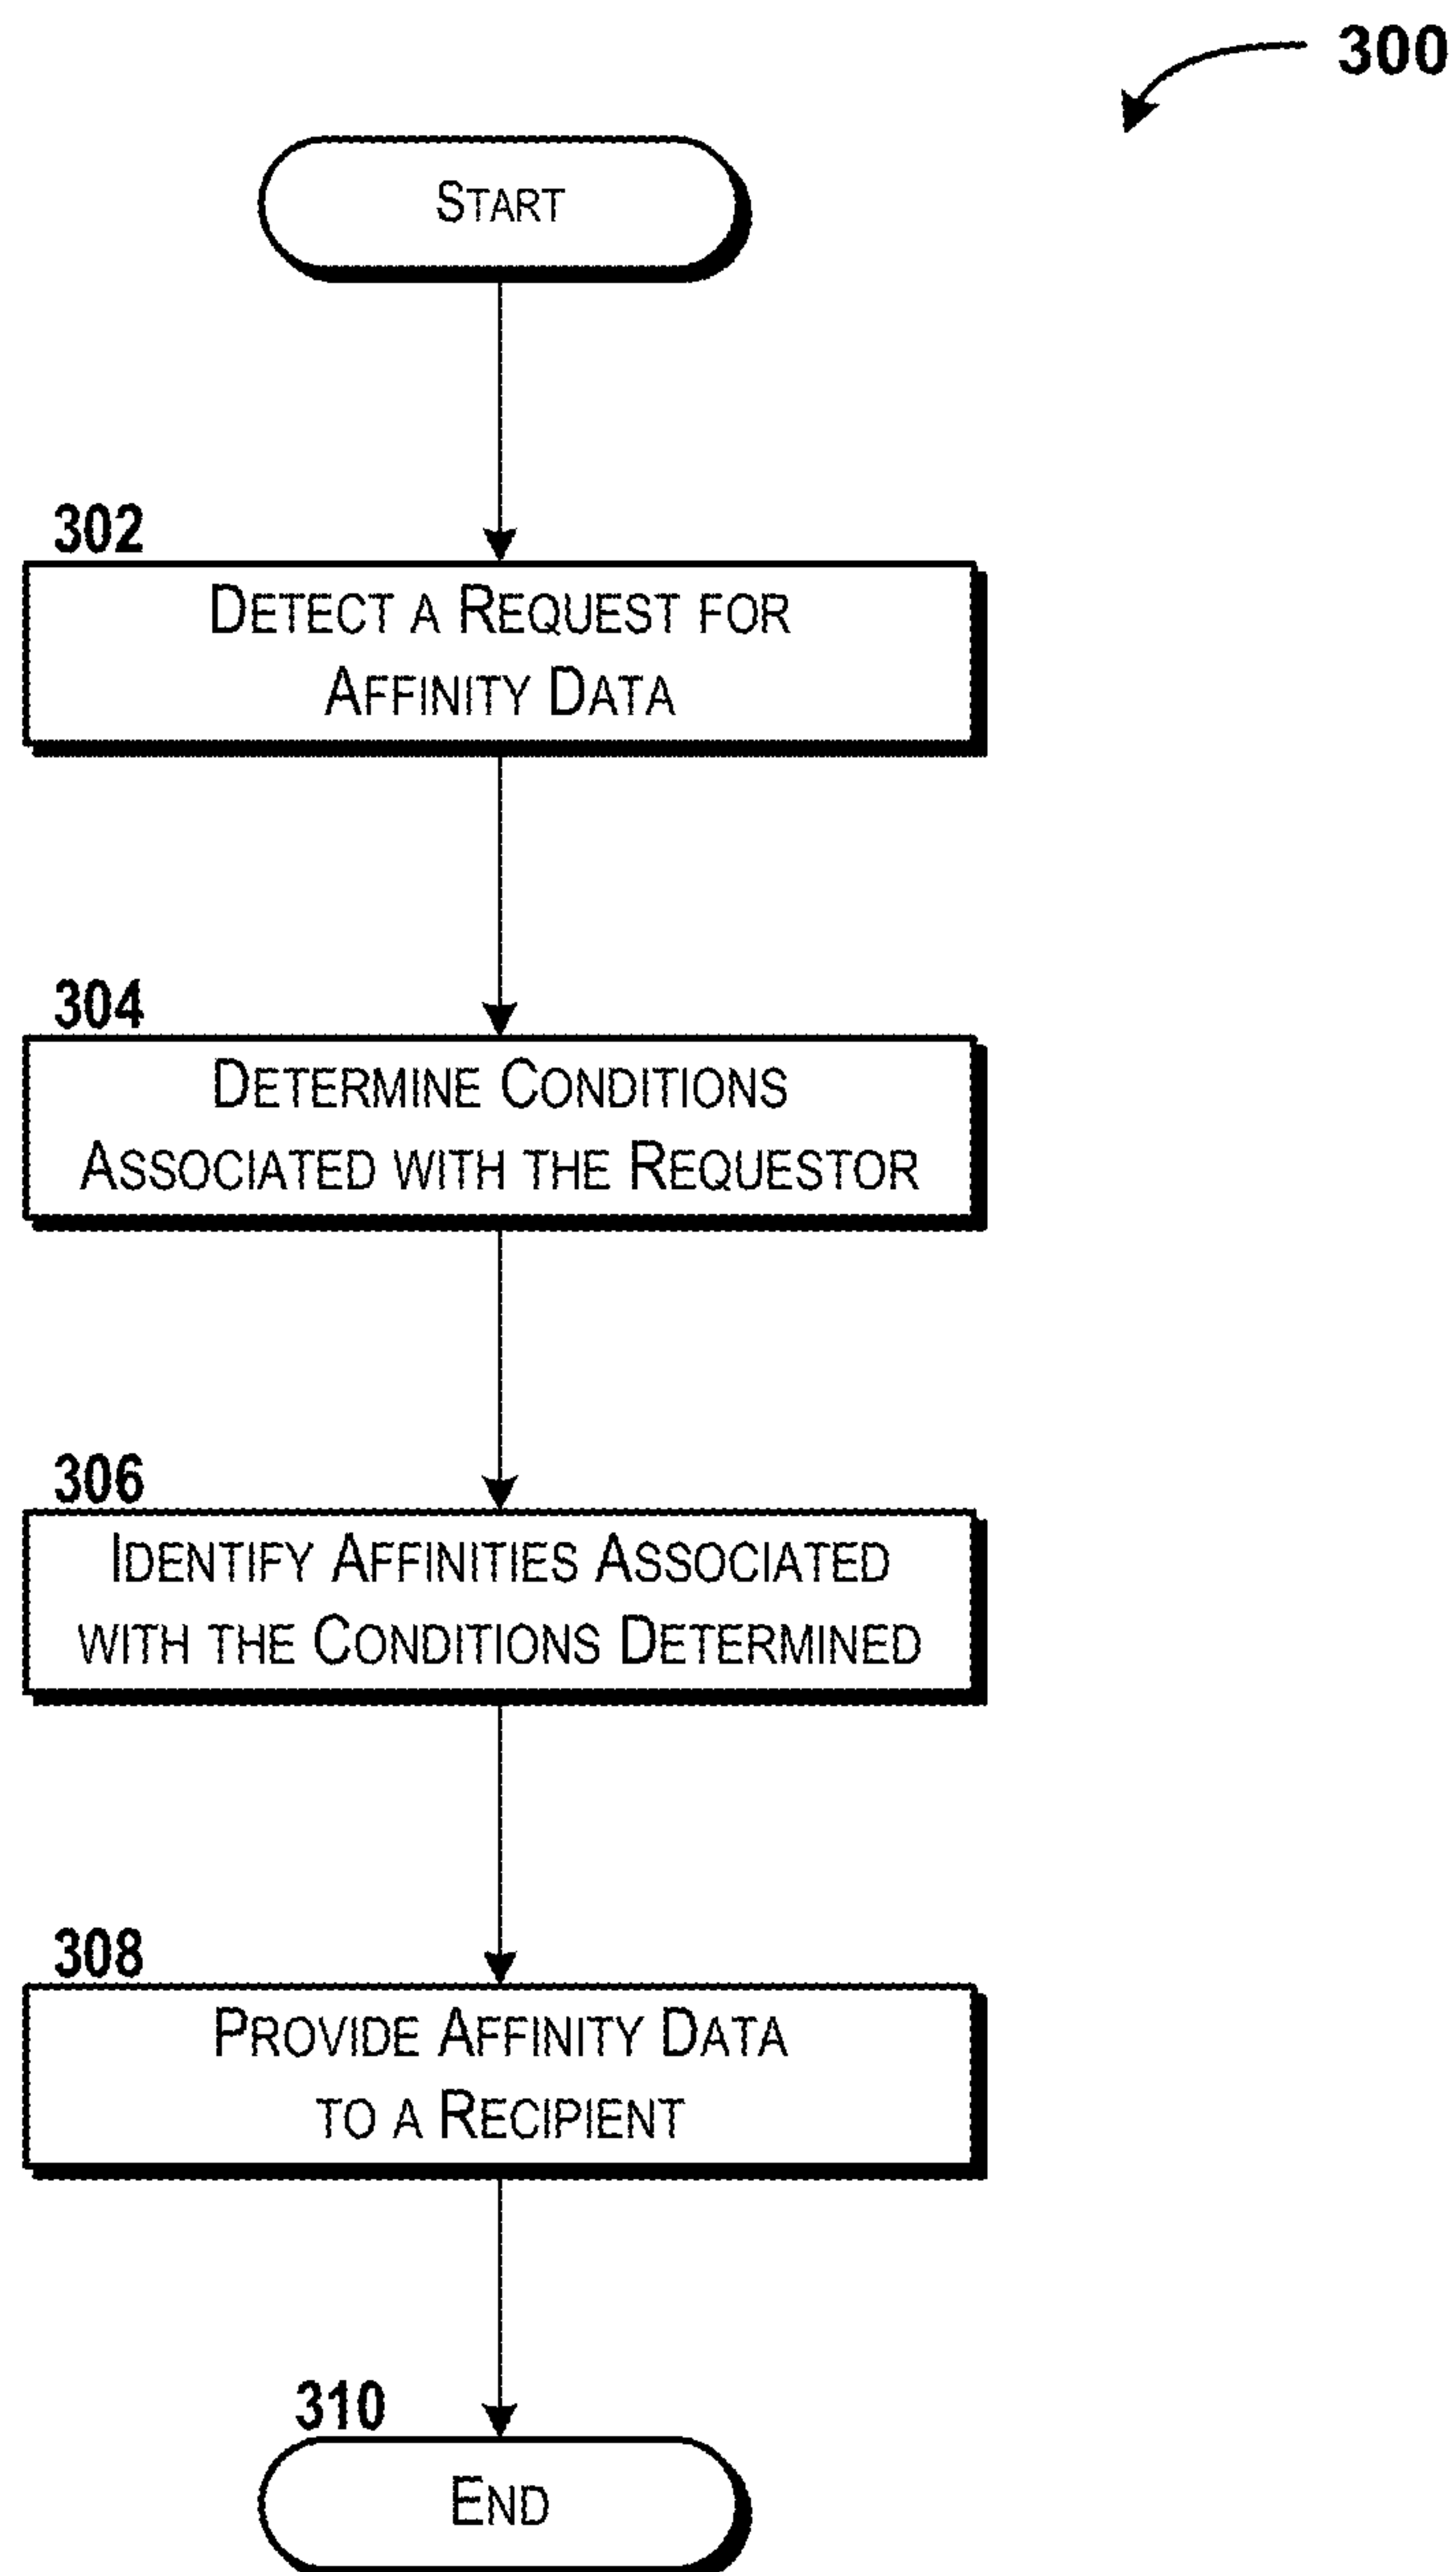 300
START
302
DETECT A REQUEST FOR
AFFINITY DATA
304
DETERMINE CONDITIONS
ASSOCIATED WITH THE REQUESTOR
306
IDENTIFY AFFINITIES ASSOCIATED
WITH THE CONDITIONS DETERMINED
308
PROVIDE AFFINITY DATA
TO A RECIPIENT
310
END